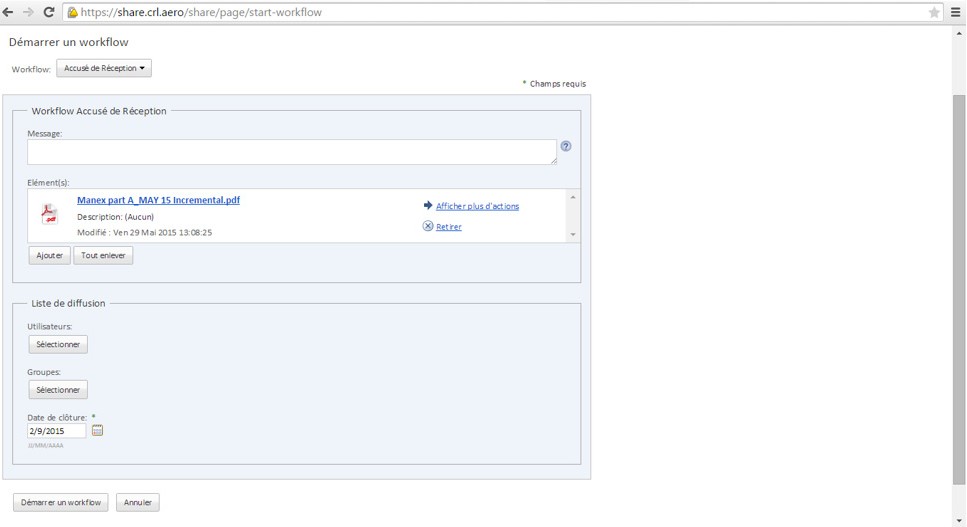 https://share.crl.aero/share/page/start-workflow
Démarrer un workflow
Workflow: Accusé de Réception
* Champs requis
Workflow Accusé de Réception
Message:
Elément(s):
Manex part A_MAY 15 Incremental.pdf
Afficher plus d'actions
Description: (Aucun)
Retirer
Modifié : Ven 29 Mai 2015 13:08:25
Ajouter Tout enlever
Liste de diffusion
Utilisateurs:
Sélectionner
Groupes:
Sélectionner
Date de clôture: *
2/9/2015
JJ/MM/AAAA
Démarrer un workflow Annuler